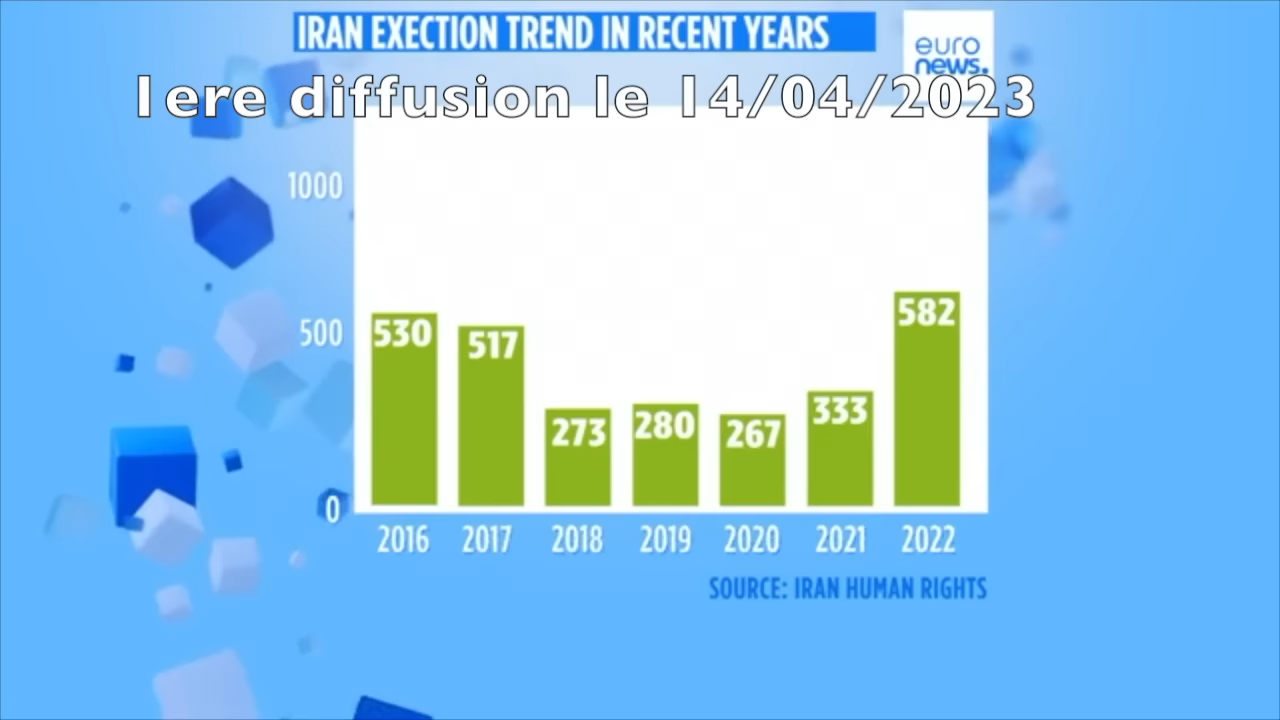 IRAN EXECTION TREND IN RECENT YEARS
euro
news.
1ere diffusion le 14/04/2023
1000
500
0
530
517
273
280
267
333
582
2016 2017 2018 2019 2020 2021 2022
SOURCE: IRAN HUMAN RIGHTS